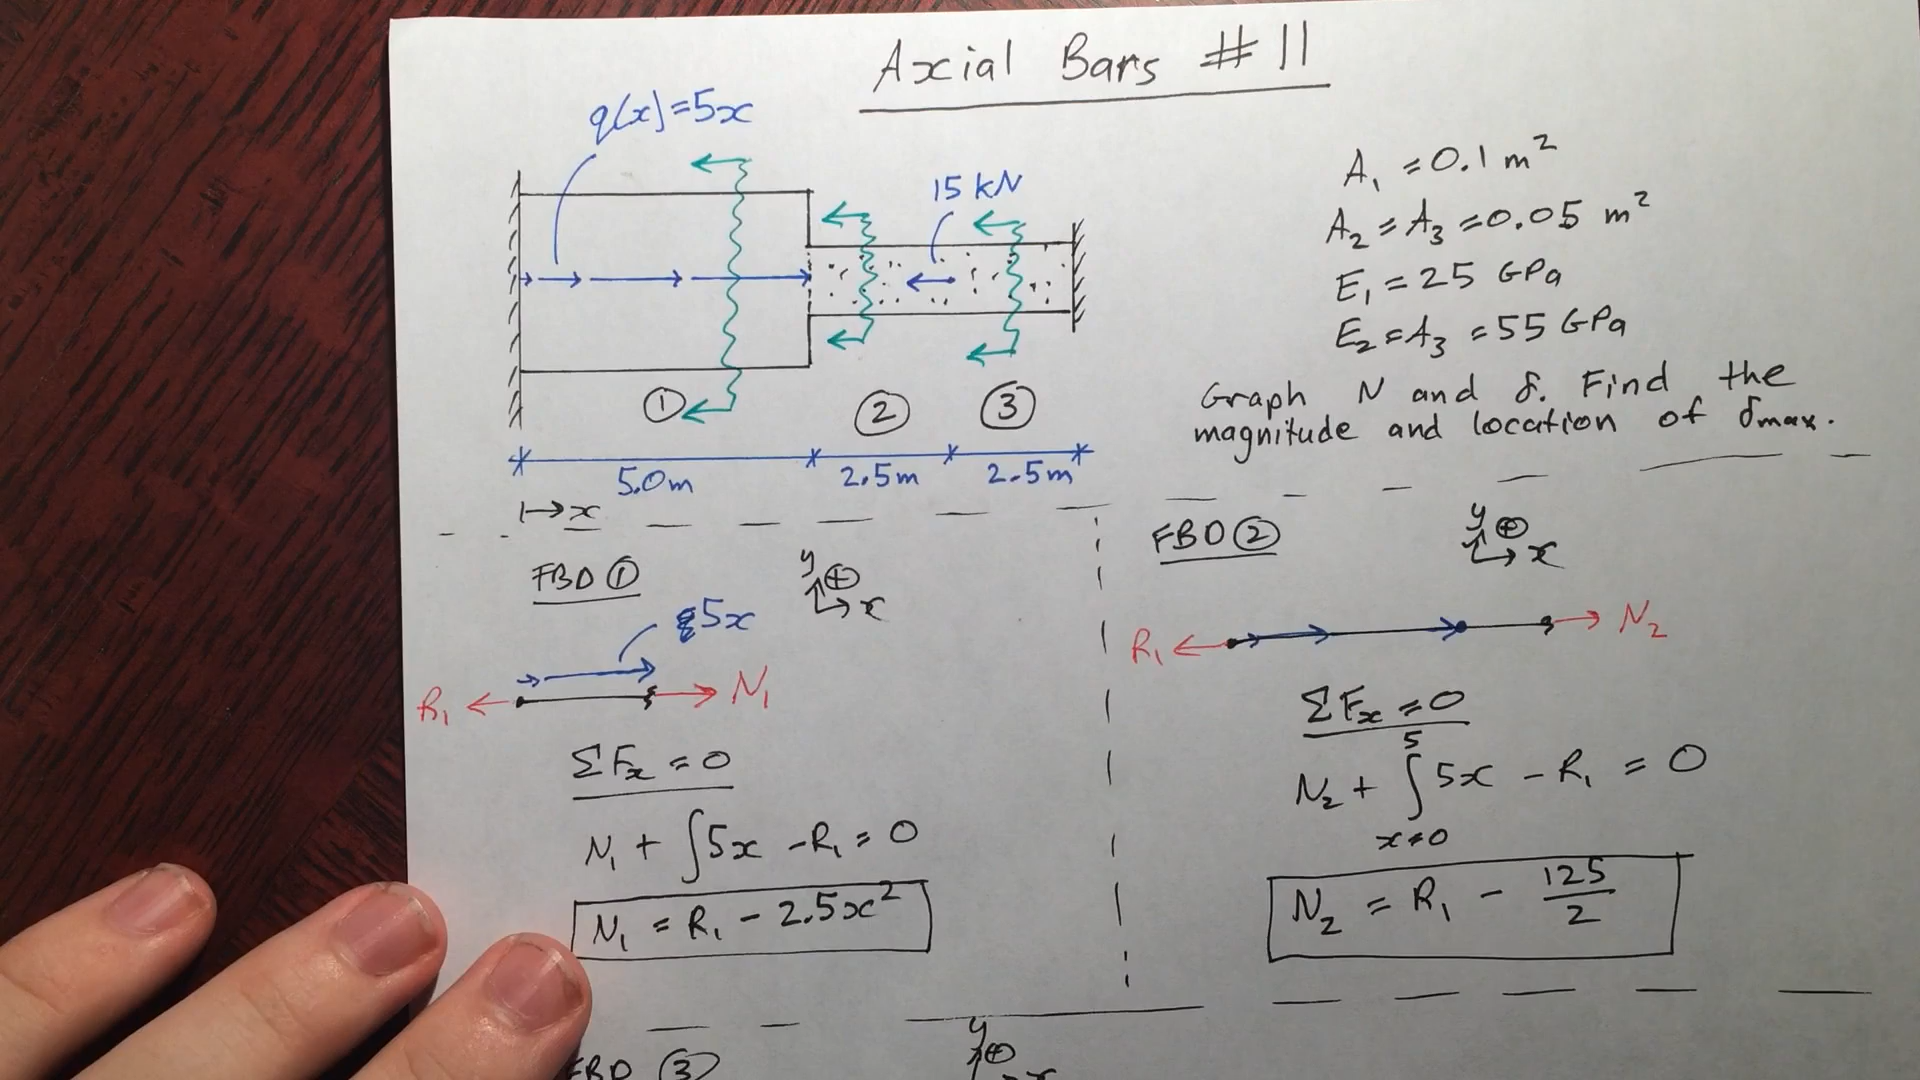 Axial Bars #11
q(x)=5x
15 kN
① ② ③
5.0m 2.5m 2.5m
x
A₁ = 0.1 m²
A₂ = A₃ = 0.05 m²
E₁ = 25 GPa
E₂ = A₃ = 55 GPa
Graph N and δ. Find the
magnitude and location of δmax.
FBD ①
y ⊕
x
5x
R₁ N₁
ΣFx = 0
N₁ + ∫5x - R₁ = 0
N₁ = R₁ - 2.5x²
FBD ②
y ⊕
x
R₁ N₂
ΣFx = 0
5
N₂ + ∫5x - R₁ = 0
x=0
N₂ = R₁ - 125/2
FBD ③
y ⊕
x